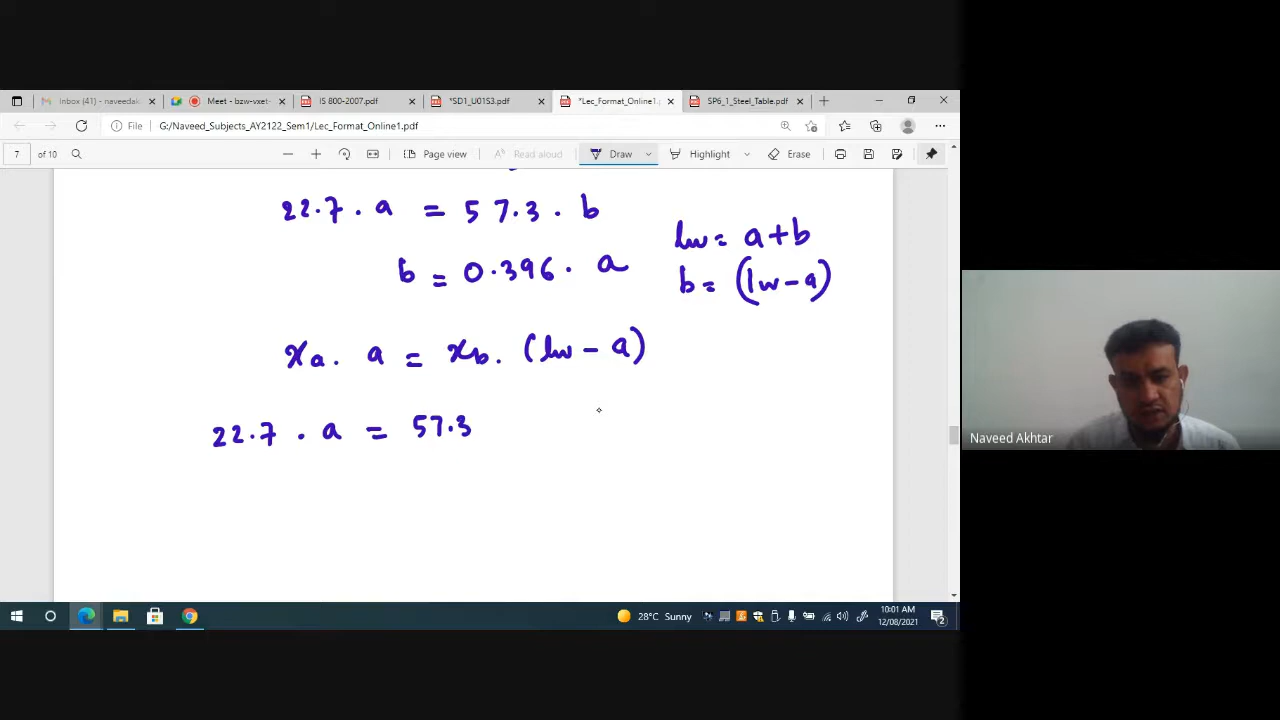 Inbox (41) - naveedak
Meet - bzw-vxet-
IS 800-2007.pdf
*SD1_U01S3.pdf
*Lec_Format_Online1.p
SP6_1_Steel_Table.pdf
File
G:/Naveed_Subjects_AY2122_Sem1/Lec_Format_Online1.pdf
7 of 10
Page view
Read aloud
Draw
Highlight
Erase
22.7 . a = 57.3 . b
lw = a+b
b = 0.396 . a
b = (lw - a)
xa . a = xb . (lw - a)
22.7 . a = 57.3
Naveed Akhtar
28°C Sunny
10:01 AM
12/08/2021
2